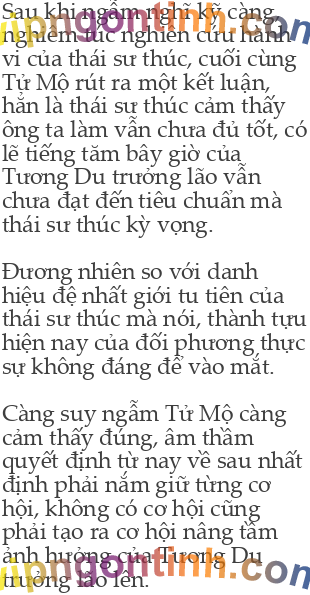 Sau khi ngẫm nghĩ kỹ càng,
nghiêm túc nghiên cứu hành
vi của thái sư thúc, cuối cùng
Tử Mộ rút ra một kết luận,
hẳn là thái sư thúc cảm thấy
ông ta làm vẫn chưa đủ tốt, có
lẽ tiếng tăm bây giờ của
Tương Du trưởng lão vẫn
chưa đạt đến tiêu chuẩn mà
thái sư thúc kỳ vọng.
Đương nhiên so với danh
hiệu đệ nhất giới tu tiên của
thái sư thúc mà nói, thành tựu
hiện nay của đối phương thực
sự không đáng để vào mắt.
Càng suy ngẫm Tử Mộ càng
cảm thấy đúng, âm thầm
quyết định từ nay về sau nhất
định phải nắm giữ từng cơ
hội, không có cơ hội cũng
phải tạo ra cơ hội nâng tầm
ảnh hưởng của Tương Du
trưởng lão lên.